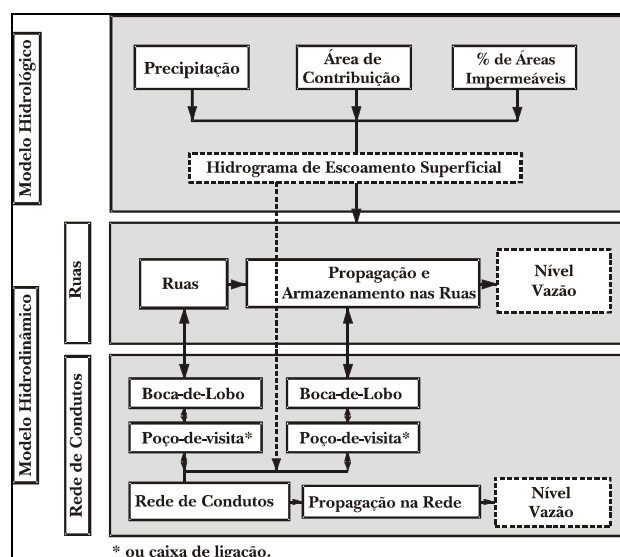 Modelo Hidrológico
Precipitação
Área de
Contribuição
% de Áreas
Impermeáveis
Hidrograma de Escoamento Superficial
Modelo Hidrodinâmico
Ruas
Ruas
Propagação e
Armazenamento nas Ruas
Nível
Vazão
Rede de Condutos
Boca-de-Lobo
Boca-de-Lobo
Poço-de-visita*
Poço-de-visita*
Rede de Condutos
Propagação na Rede
Nível
Vazão
* ou caixa de ligação.